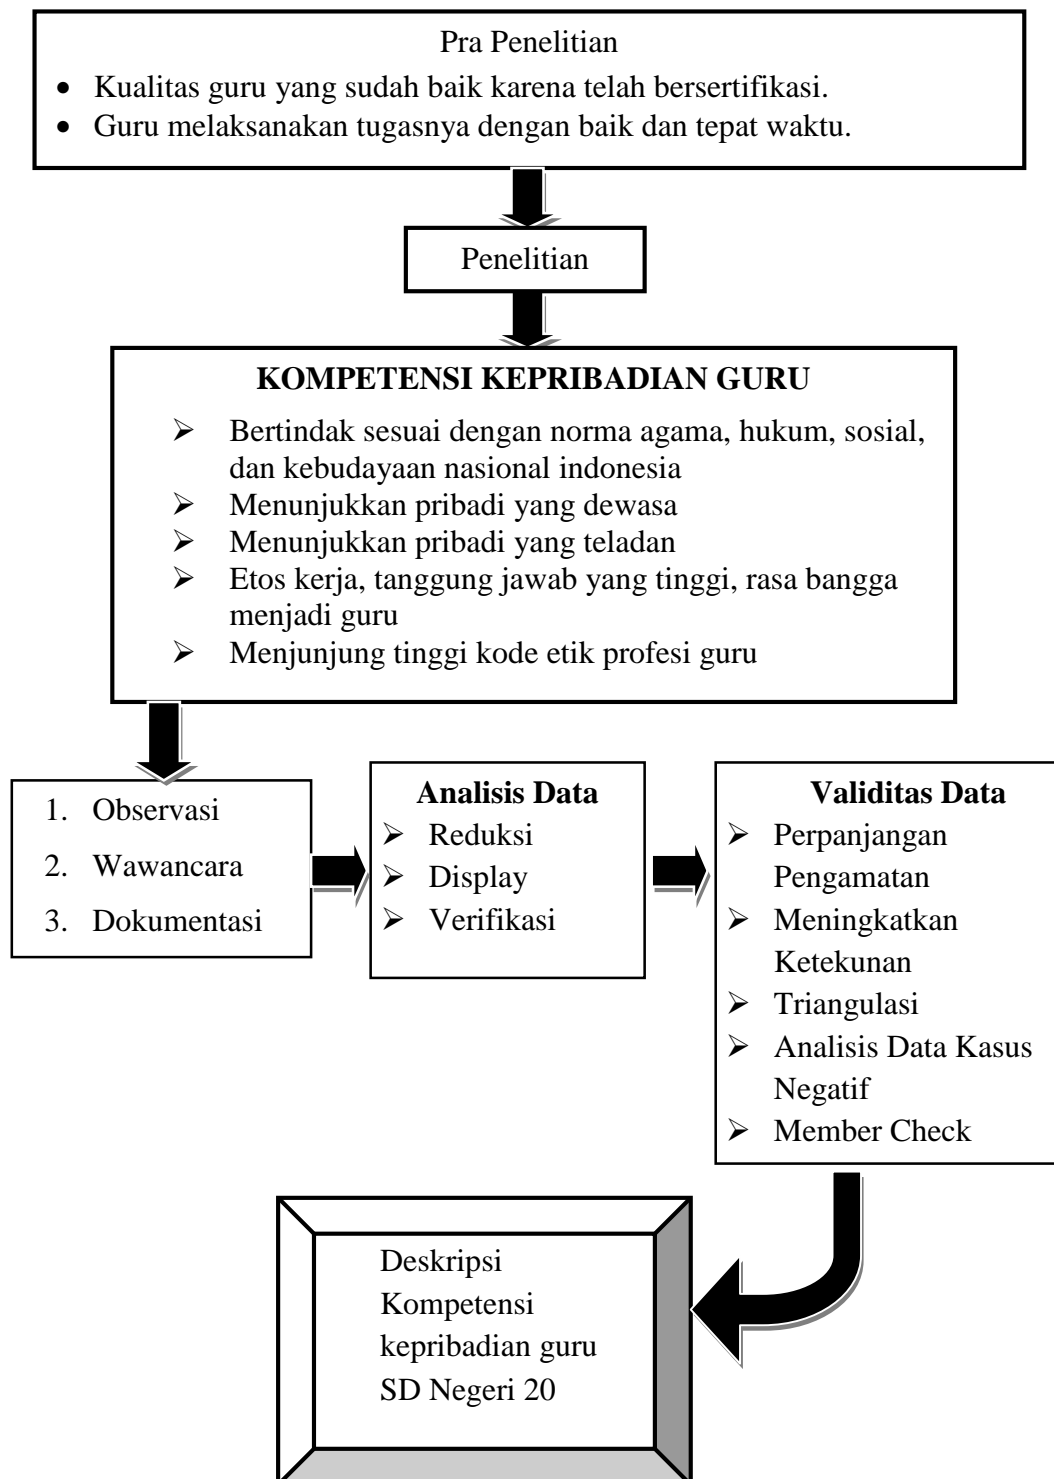 Pra Penelitian
• Kualitas guru yang sudah baik karena telah bersertifikasi.
• Guru melaksanakan tugasnya dengan baik dan tepat waktu.
Penelitian
KOMPETENSI KEPRIBADIAN GURU
➢ Bertindak sesuai dengan norma agama, hukum, sosial,
dan kebudayaan nasional indonesia
➢ Menunjukkan pribadi yang dewasa
➢ Menunjukkan pribadi yang teladan
➢ Etos kerja, tanggung jawab yang tinggi, rasa bangga
menjadi guru
➢ Menjunjung tinggi kode etik profesi guru
1. Observasi
2. Wawancara
3. Dokumentasi
Analisis Data
➢ Reduksi
➢ Display
➢ Verifikasi
Validitas Data
➢ Perpanjangan
Pengamatan
➢ Meningkatkan
Ketekunan
➢ Triangulasi
➢ Analisis Data Kasus
Negatif
➢ Member Check
Deskripsi
Kompetensi
kepribadian guru
SD Negeri 20